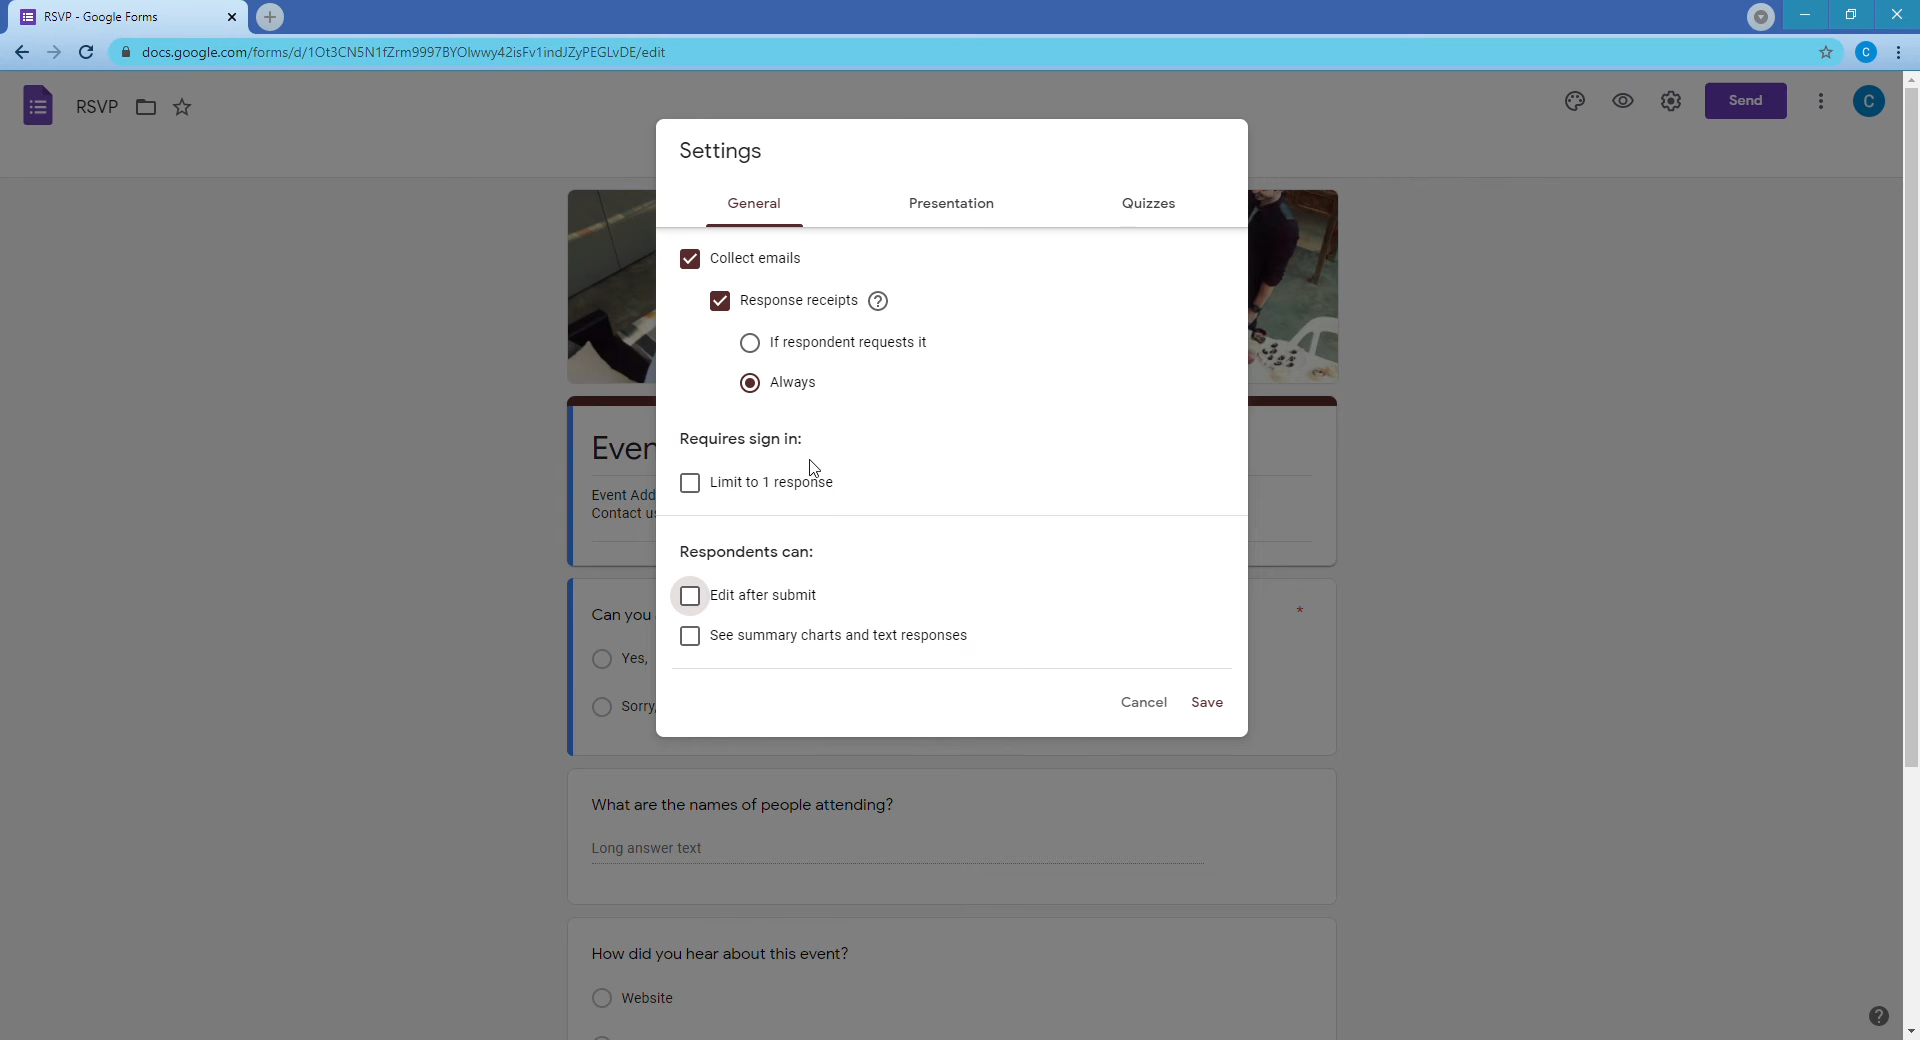 RSVP - Google Forms
docs.google.com/forms/d/1Ot3CN5N1fZrm9997BYOlwwy42isFv1indJZyPEGLvDE/edit
C
RSVP
Send
C
Settings
General
Presentation
Quizzes
Collect emails
Response receipts
If respondent requests it
Always
Requires sign in:
Limit to 1 response
Respondents can:
Edit after submit
See summary charts and text responses
Cancel
Save
Even
Event Add
Contact us
Can you
*
Yes,
Sorry,
What are the names of people attending?
Long answer text
How did you hear about this event?
Website